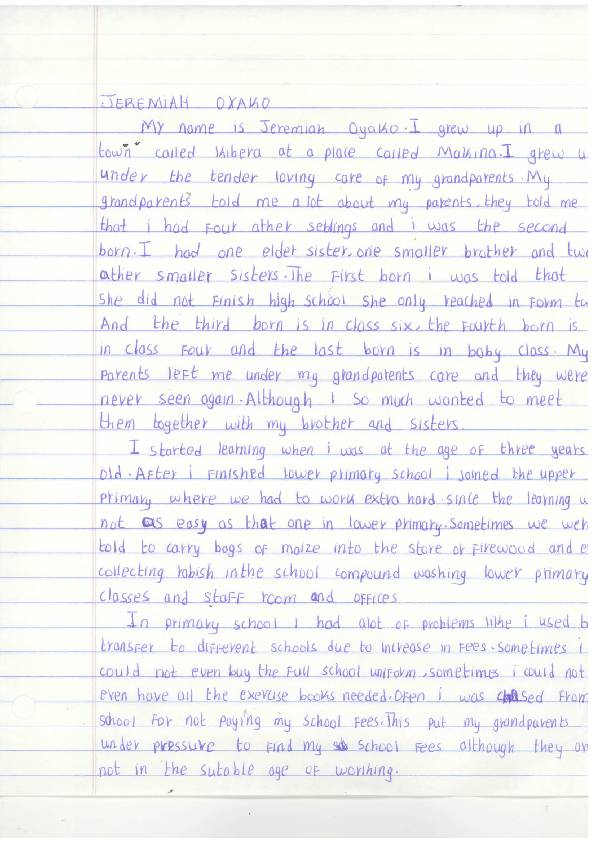 JEREMIAH OYAKO
My name is Jeremiah Oyako. I grew up in a
town called Kibera at a place called Makina. I grew u
under the tender loving care of my grandparents. My
grandparents told me a lot about my parents. they told me
that i had four ather seblings and i was the second
born. I had one elder sister, one smaller brother and two
ather smaller sisters. The first born i was told that
she did not finish high school she only reached in form tu
And the third born is in class six, the fourth born is
in class four and the last born is in baby class. My
parents left me under my grandparents care and they were
never seen again. Although I so much wanted to meet
them together with my brother and sisters.
I started learning when i was at the age of three years
old. After i finished lower primary school i joined the upper
primary where we had to work extra hard since the learning w
not as easy as that one in lower primary. Sometimes we wer
told to carry bags of maize into the store or firewood and e
collecting rabish inthe school compound washing lower primary
classes and staff room and offices
In primary school I had alot of problems like i used t
transfer to different schools due to increase in fees. Sometimes i
could not even buy the full school uniform, sometimes i could not
even have all the exercise books needed. Ofen i was chased from
school for not paying my school fees. This put my grandparents
under pressure to find my school fees although they ar
not in the sutable age of working.